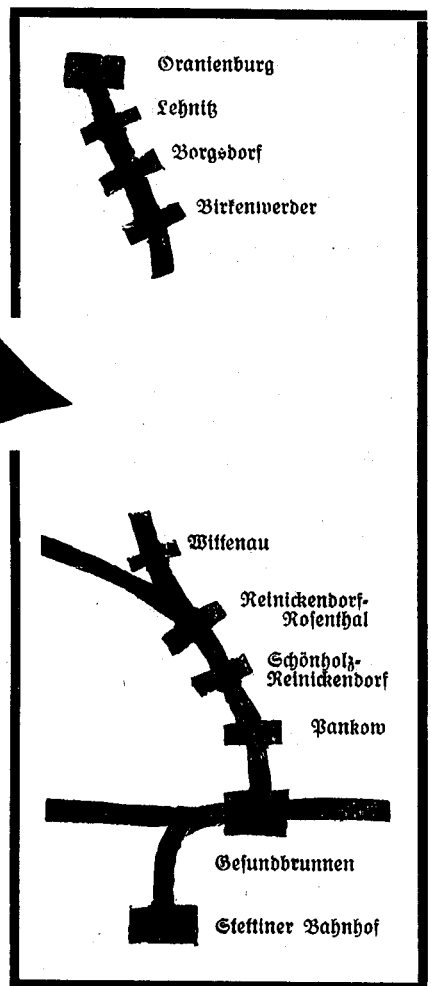 Oranienburg
Lehnitz
Borgsdorf
Birkenwerder
Wittenau
Reinickendorf-
Rosenthal
Schönholz-
Reinickendorf
Pankow
Gesundbrunnen
Stettiner Bahnhof